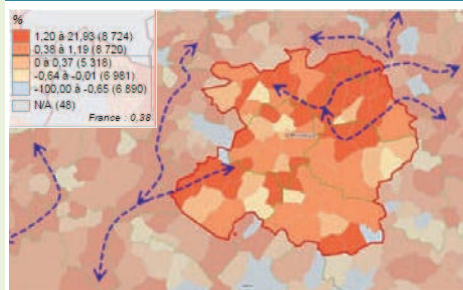 %
1,20 à 21,93 (8 724)
0,38 à 1,19 (8 720)
0 à 0,37 (5 318)
-0,64 à -0,01 (6 981)
-100,00 à -0,65 (6 890)
N/A (48)
France : 0,38